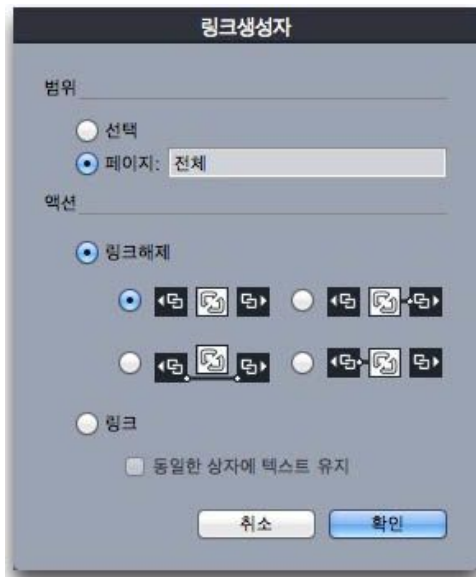 링크생성자
범위
선택
페이지: 전체
액션
링크해제
링크
동일한 상자에 텍스트 유지
취소 확인